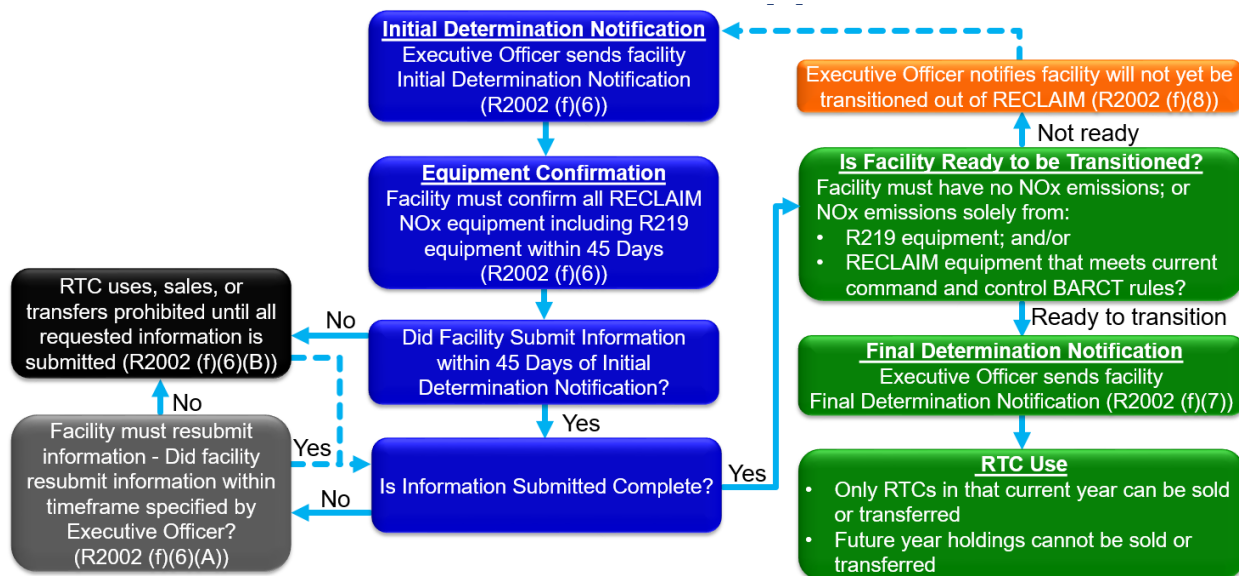 Initial Determination Notification
Executive Officer sends facility
Initial Determination Notification
(R2002 (f)(6))
Executive Officer notifies facility will not yet be
transitioned out of RECLAIM (R2002 (f)(8))
Not ready
Equipment Confirmation
Facility must confirm all RECLAIM
NOx equipment including R219
equipment within 45 Days
(R2002 (f)(6))
Is Facility Ready to be Transitioned?
Facility must have no NOx emissions; or
NOx emissions solely from:
• R219 equipment; and/or
• RECLAIM equipment that meets current
command and control BARCT rules?
RTC uses, sales, or
transfers prohibited until all
requested information is
submitted (R2002 (f)(6)(B))
No
Did Facility Submit Information
within 45 Days of Initial
Determination Notification?
Ready to transition
Final Determination Notification
Executive Officer sends facility
Final Determination Notification (R2002 (f)(7))
No
Yes
Facility must resubmit
information - Did facility
resubmit information within
timeframe specified by
Executive Officer?
(R2002 (f)(6)(A))
Yes
No
Is Information Submitted Complete?
Yes
RTC Use
• Only RTCs in that current year can be sold
or transferred
• Future year holdings cannot be sold or
transferred